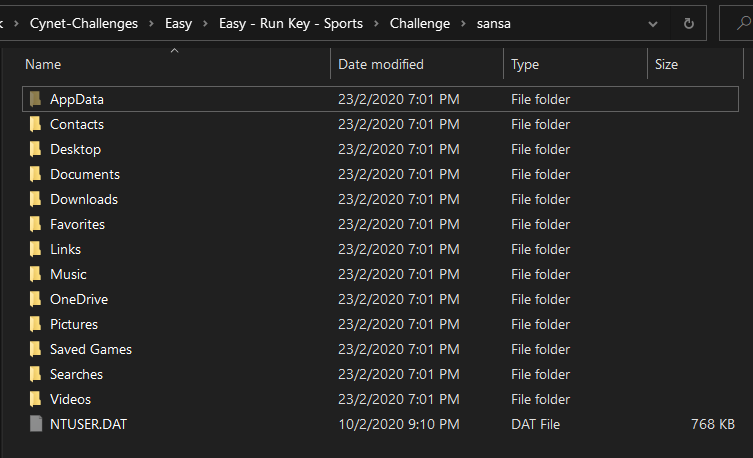 Cynet-Challenges > Easy > Easy - Run Key - Sports > Challenge > sansa
Name Date modified Type Size
AppData 23/2/2020 7:01 PM File folder
Contacts 23/2/2020 7:01 PM File folder
Desktop 23/2/2020 7:01 PM File folder
Documents 23/2/2020 7:01 PM File folder
Downloads 23/2/2020 7:01 PM File folder
Favorites 23/2/2020 7:01 PM File folder
Links 23/2/2020 7:01 PM File folder
Music 23/2/2020 7:01 PM File folder
OneDrive 23/2/2020 7:01 PM File folder
Pictures 23/2/2020 7:01 PM File folder
Saved Games 23/2/2020 7:01 PM File folder
Searches 23/2/2020 7:01 PM File folder
Videos 23/2/2020 7:01 PM File folder
NTUSER.DAT 10/2/2020 9:10 PM DAT File 768 KB